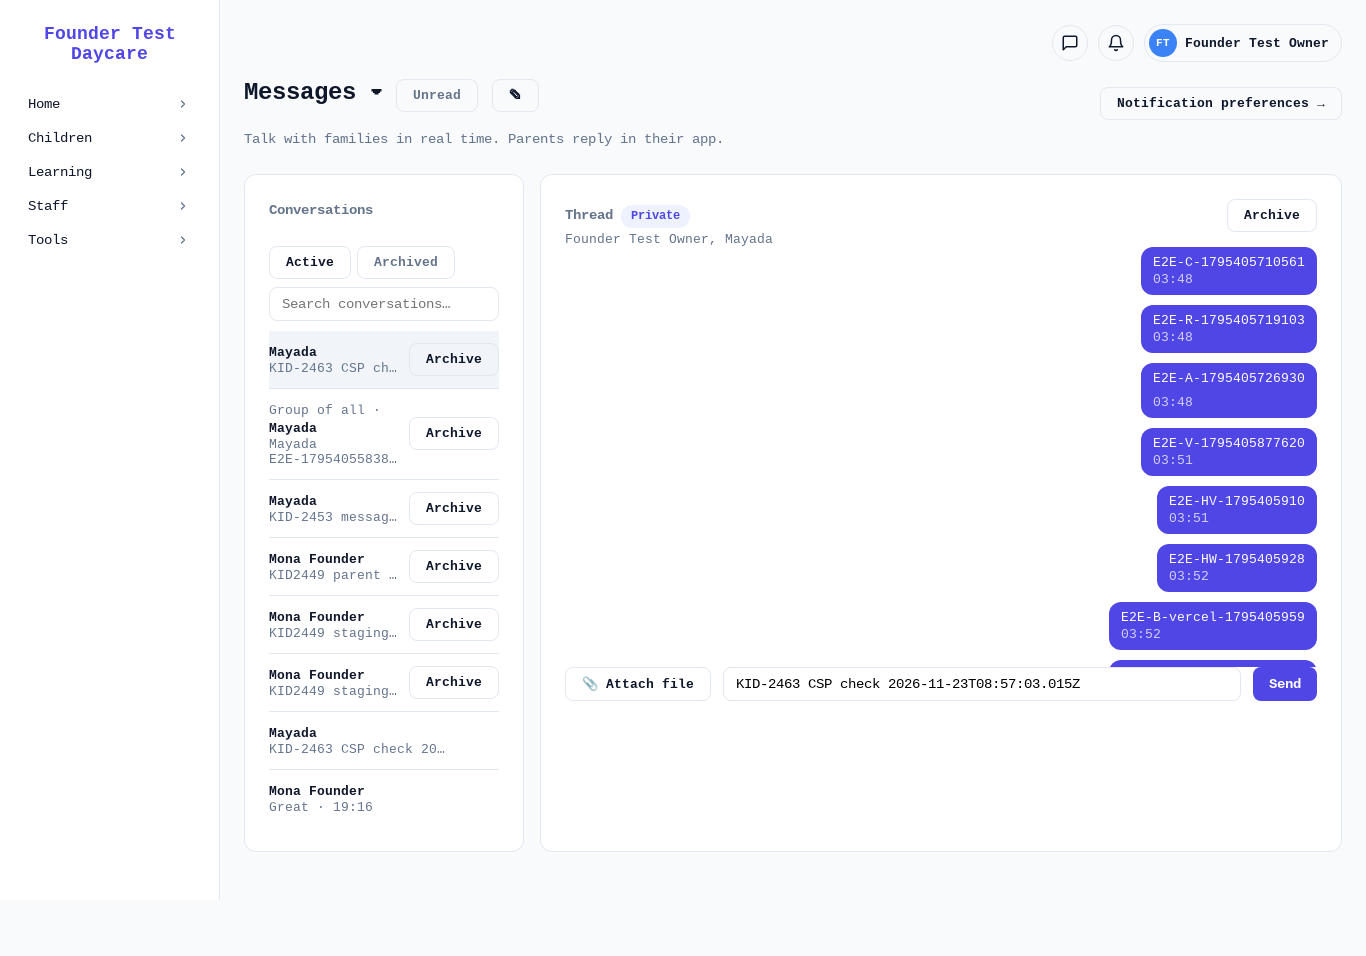 Founder Test
Daycare
Home
Children
Learning
Staff
Tools
FT
Founder Test Owner
Messages
Unread
Notification preferences →
Talk with families in real time. Parents reply in their app.
Conversations
Active
Archived
Search conversations…
Mayada
KID-2463 CSP ch…
Archive
Group of all ·
Mayada
Mayada
E2E-17954055838…
Archive
Mayada
KID-2453 messag…
Archive
Mona Founder
KID2449 parent …
Archive
Mona Founder
KID2449 staging…
Archive
Mona Founder
KID2449 staging…
Archive
Mayada
KID-2463 CSP check 20…
Mona Founder
Great · 19:16
Thread
Private
Archive
Founder Test Owner, Mayada
E2E-C-1795405710561
03:48
E2E-R-1795405719103
03:48
E2E-A-1795405726930
03:48
E2E-V-1795405877620
03:51
E2E-HV-1795405910
03:51
E2E-HW-1795405928
03:52
E2E-B-vercel-1795405959
03:52
Attach file
KID-2463 CSP check 2026-11-23T08:57:03.015Z
Send